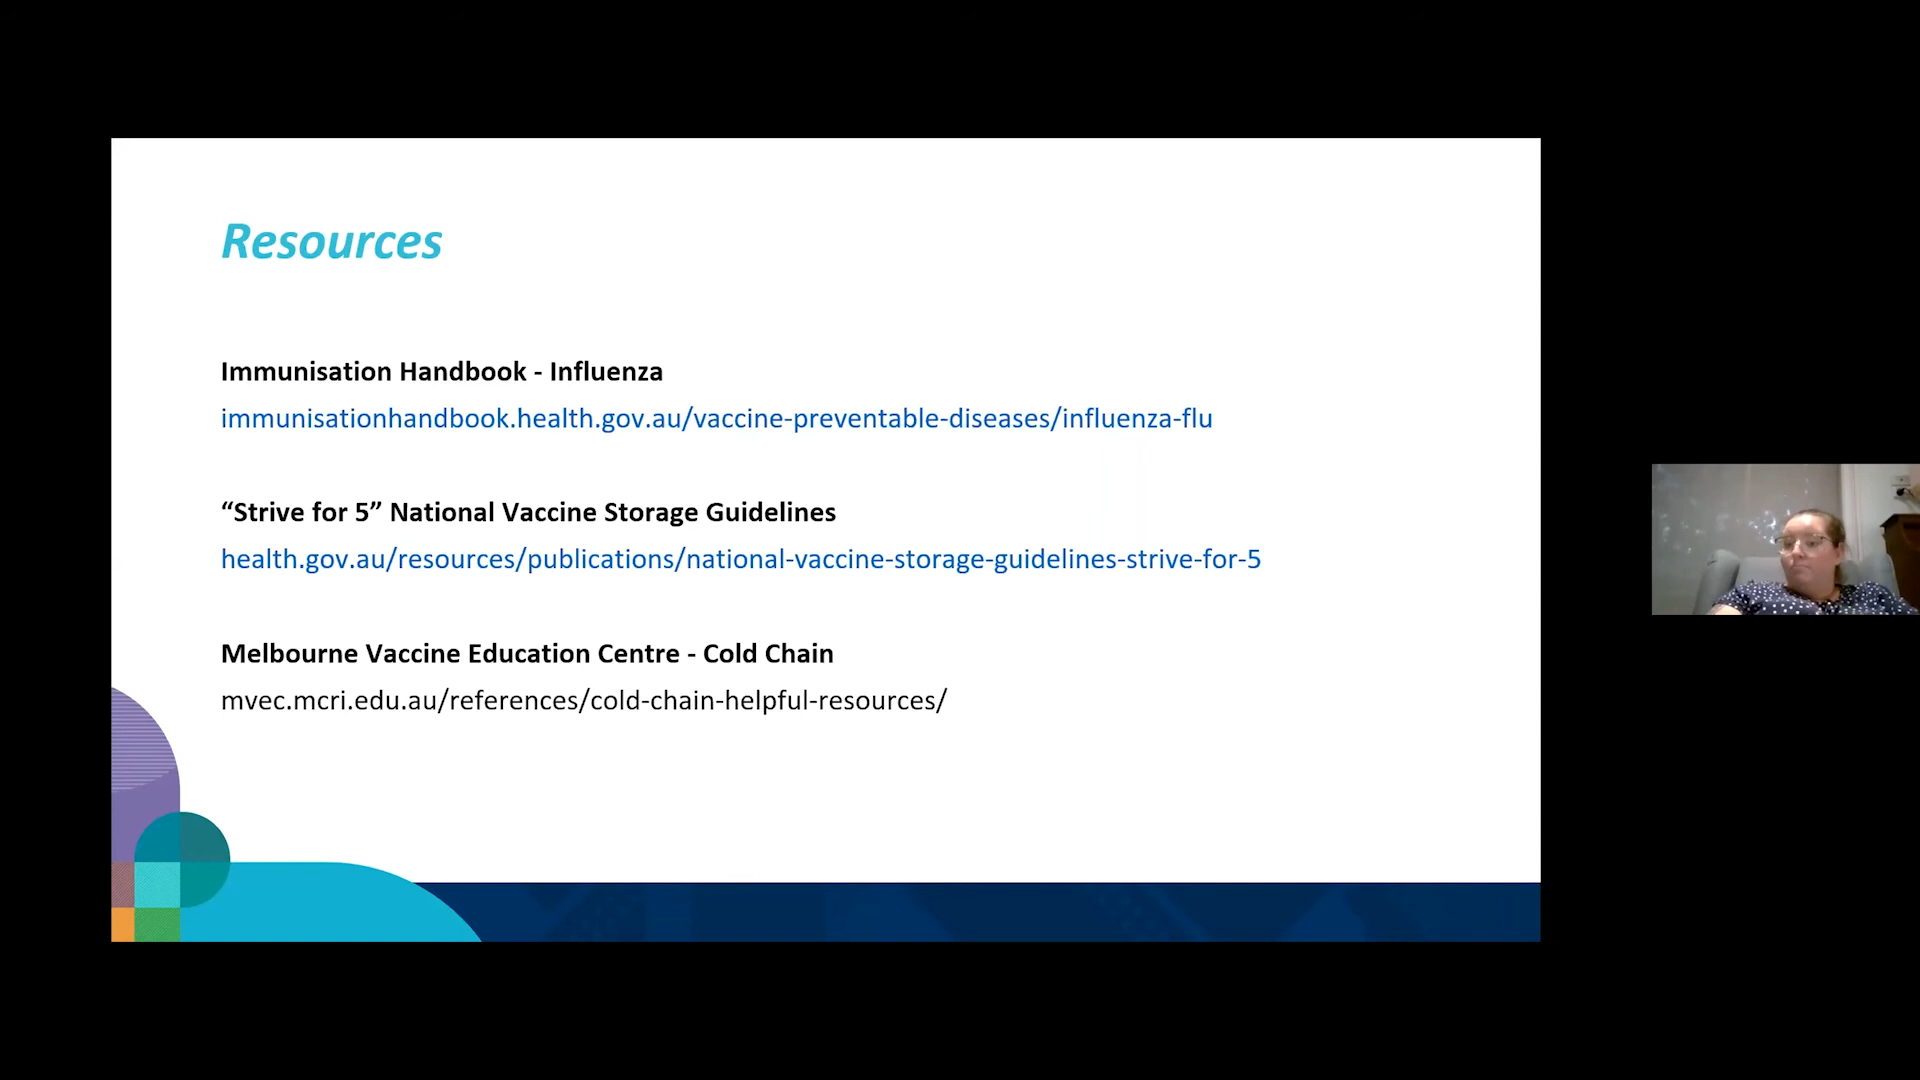 Resources
Immunisation Handbook - Influenza
immunisationhandbook.health.gov.au/vaccine-preventable-diseases/influenza-flu
“Strive for 5” National Vaccine Storage Guidelines
health.gov.au/resources/publications/national-vaccine-storage-guidelines-strive-for-5
Melbourne Vaccine Education Centre - Cold Chain
mvec.mcri.edu.au/references/cold-chain-helpful-resources/